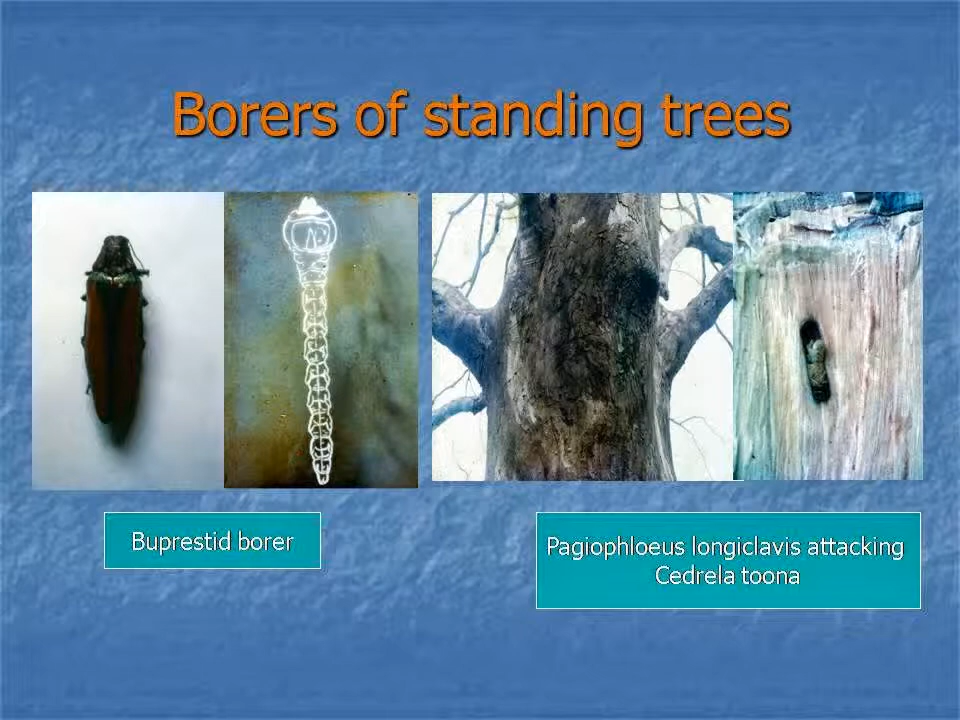 Borers of standing trees
Buprestid borer
Pagiophloeus longiclavis attacking
Cedrela toona